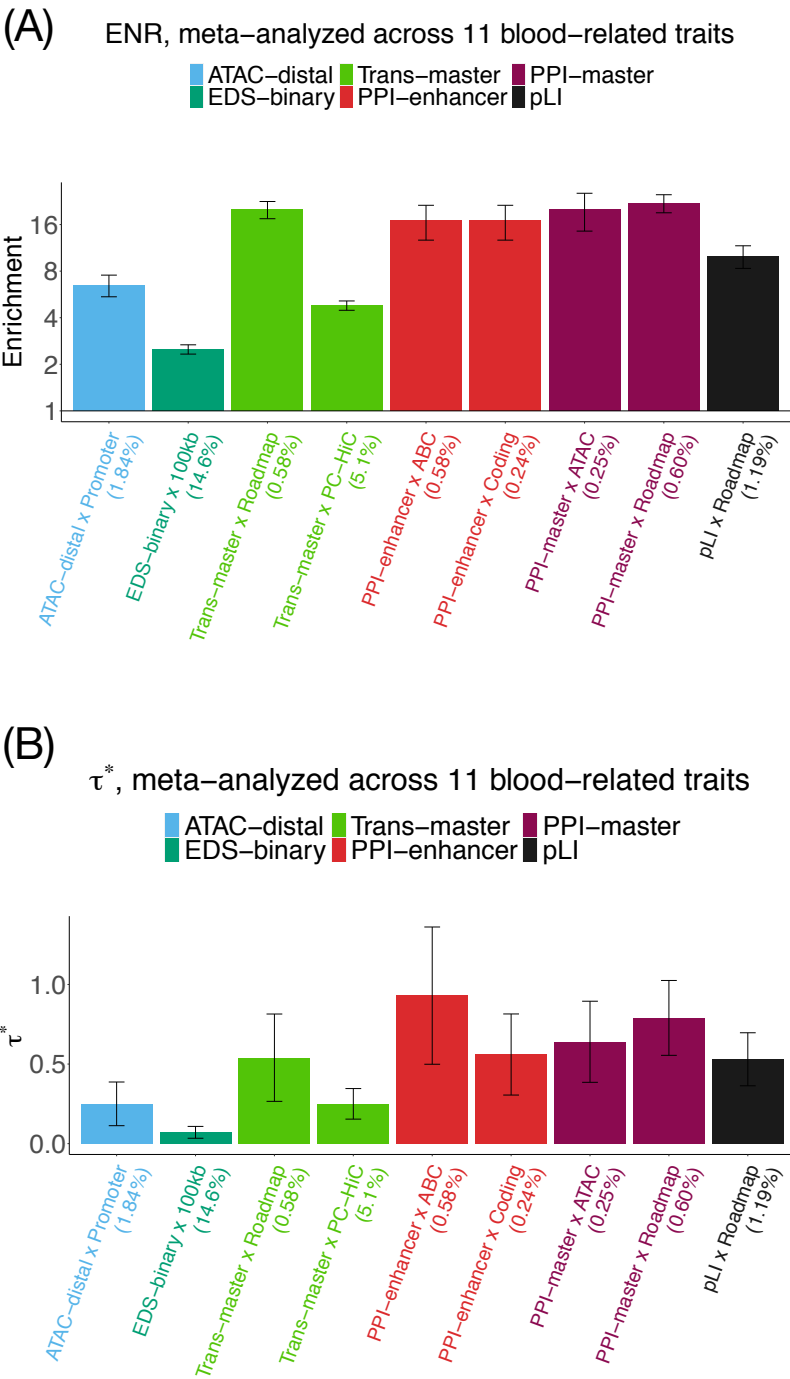 (A)
ENR, meta−analyzed across 11 blood−related traits
ATAC−distal Trans−master PPI−master
EDS−binary PPI−enhancer pLI
Enrichment
16
8
4
2
1
ATAC−distal x Promoter
(1.84%)
EDS−binary x 100kb
(14.6%)
Trans−master x Roadmap
(0.58%)
Trans−master x PC−HiC
(5.1%)
PPI−enhancer x ABC
(0.58%)
PPI−enhancer x Coding
(0.24%)
PPI−master x ATAC
(0.25%)
PPI−master x Roadmap
(0.60%)
pLI x Roadmap
(1.19%)
(B)
τ*, meta−analyzed across 11 blood−related traits
ATAC−distal Trans−master PPI−master
EDS−binary PPI−enhancer pLI
τ*
1.0
0.5
0.0
ATAC−distal x Promoter
(1.84%)
EDS−binary x 100kb
(14.6%)
Trans−master x Roadmap
(0.58%)
Trans−master x PC−HiC
(5.1%)
PPI−enhancer x ABC
(0.58%)
PPI−enhancer x Coding
(0.24%)
PPI−master x ATAC
(0.25%)
PPI−master x Roadmap
(0.60%)
pLI x Roadmap
(1.19%)